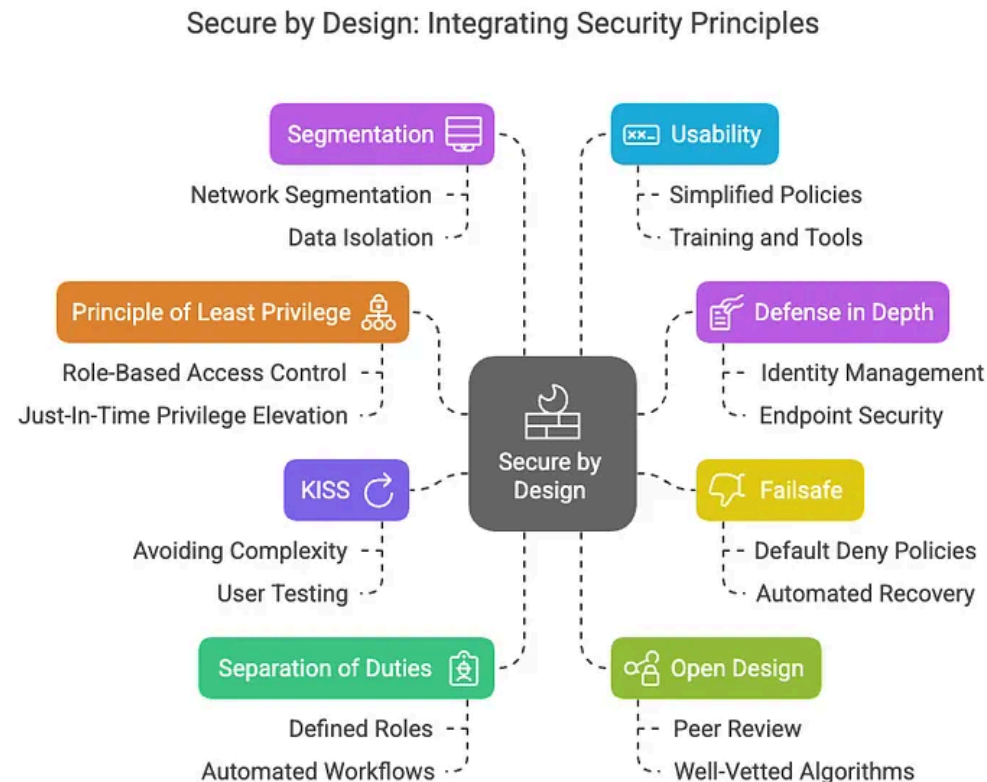 Secure by Design: Integrating Security Principles
Segmentation
Network Segmentation
Data Isolation
Usability
Simplified Policies
Training and Tools
Principle of Least Privilege
Role-Based Access Control
Just-In-Time Privilege Elevation
Defense in Depth
Identity Management
Endpoint Security
Secure by
Design
KISS
Avoiding Complexity
User Testing
Failsafe
Default Deny Policies
Automated Recovery
Separation of Duties
Defined Roles
Automated Workflows
Open Design
Peer Review
Well-Vetted Algorithms